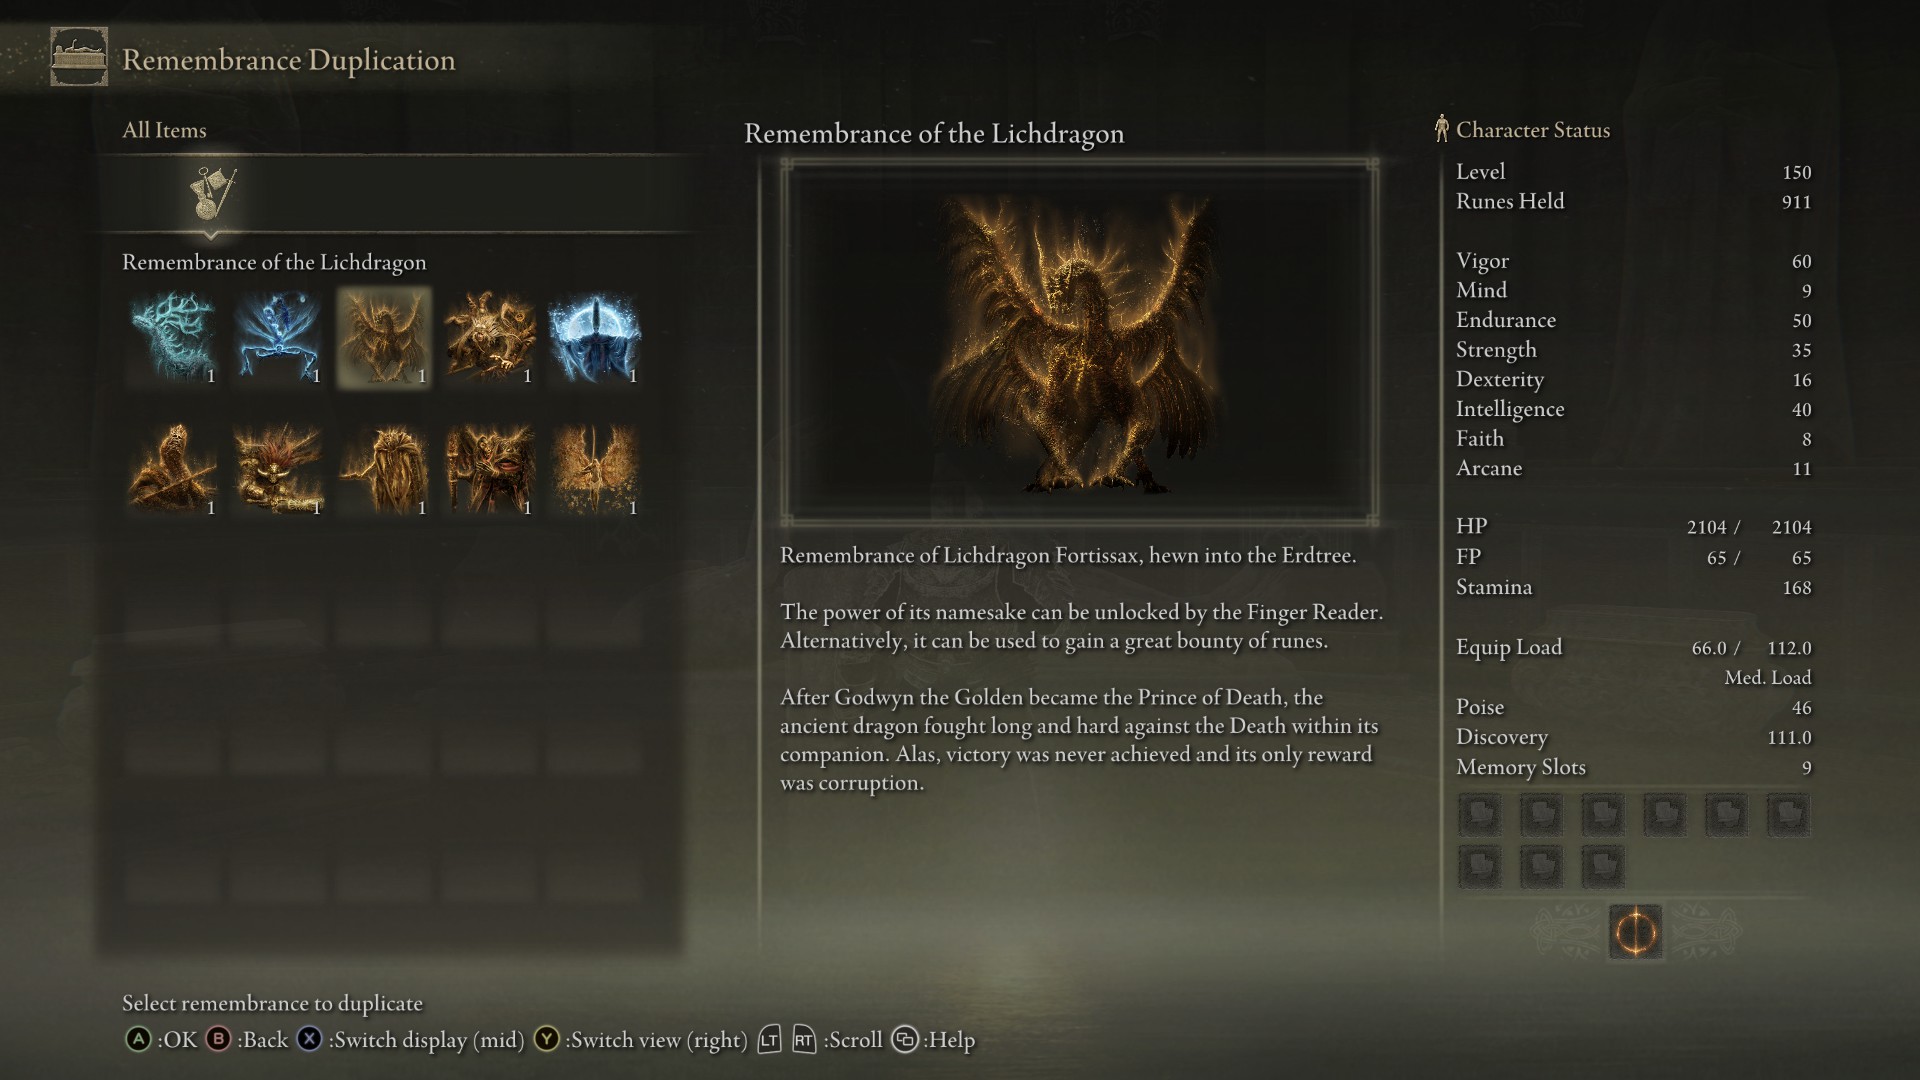 Remembrance Duplication
All Items
Remembrance of the Lichdragon
1 1 1 1 1
1 1 1 1 1
Remembrance of the Lichdragon
Remembrance of Lichdragon Fortissax, hewn into the Erdtree.
The power of its namesake can be unlocked by the Finger Reader.
Alternatively, it can be used to gain a great bounty of runes.
After Godwyn the Golden became the Prince of Death, the
ancient dragon fought long and hard against the Death within its
companion. Alas, victory was never achieved and its only reward
was corruption.
Character Status
Level 150
Runes Held 911
Vigor 60
Mind 9
Endurance 50
Strength 35
Dexterity 16
Intelligence 40
Faith 8
Arcane 11
HP 2104 / 2104
FP 65 / 65
Stamina 168
Equip Load 66.0 / 112.0
Med. Load
Poise 46
Discovery 111.0
Memory Slots 9
Select remembrance to duplicate
A :OK B :Back X :Switch display (mid) Y :Switch view (right) LT RT :Scroll :Help